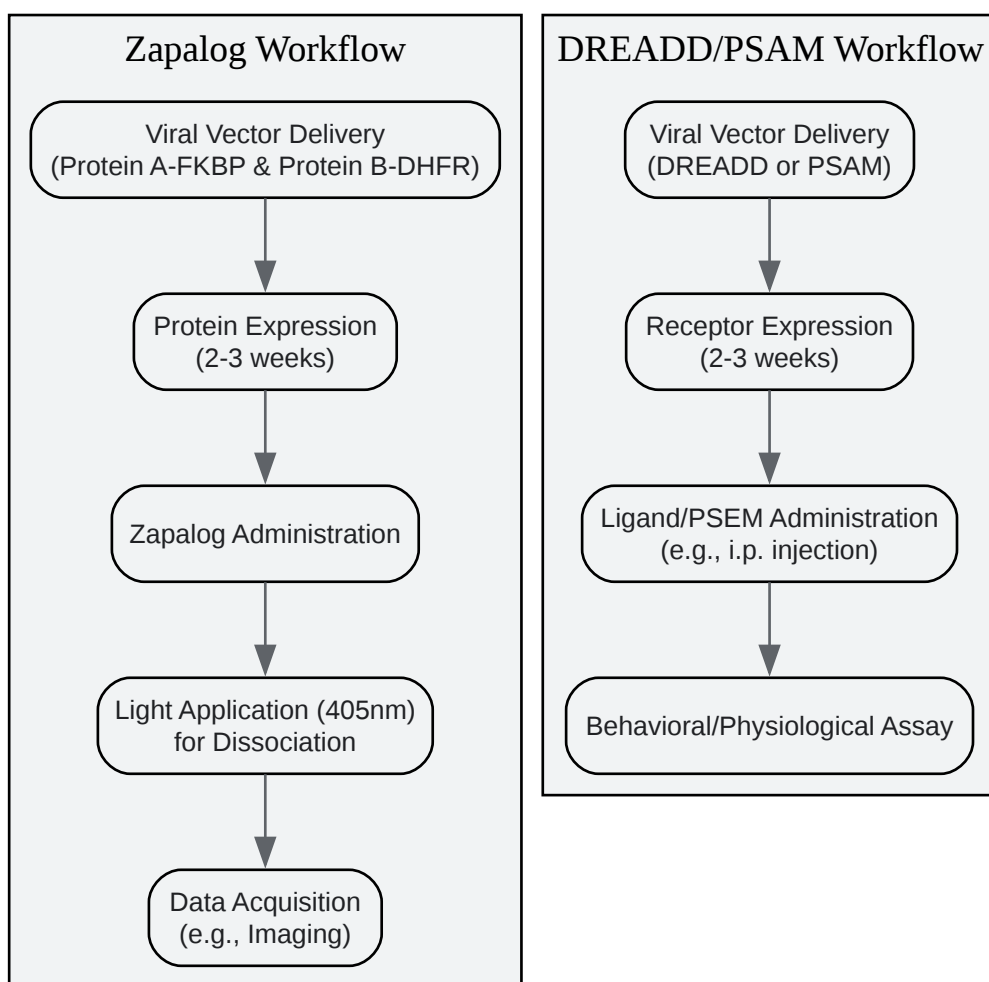 Zapalog Workflow
Viral Vector Delivery
(Protein A-FKBP & Protein B-DHFR)
Protein Expression
(2-3 weeks)
Zapalog Administration
Light Application (405nm)
for Dissociation
Data Acquisition
(e.g., Imaging)
DREADD/PSAM Workflow
Viral Vector Delivery
(DREADD or PSAM)
Receptor Expression
(2-3 weeks)
Ligand/PSEM Administration
(e.g., i.p. injection)
Behavioral/Physiological Assay